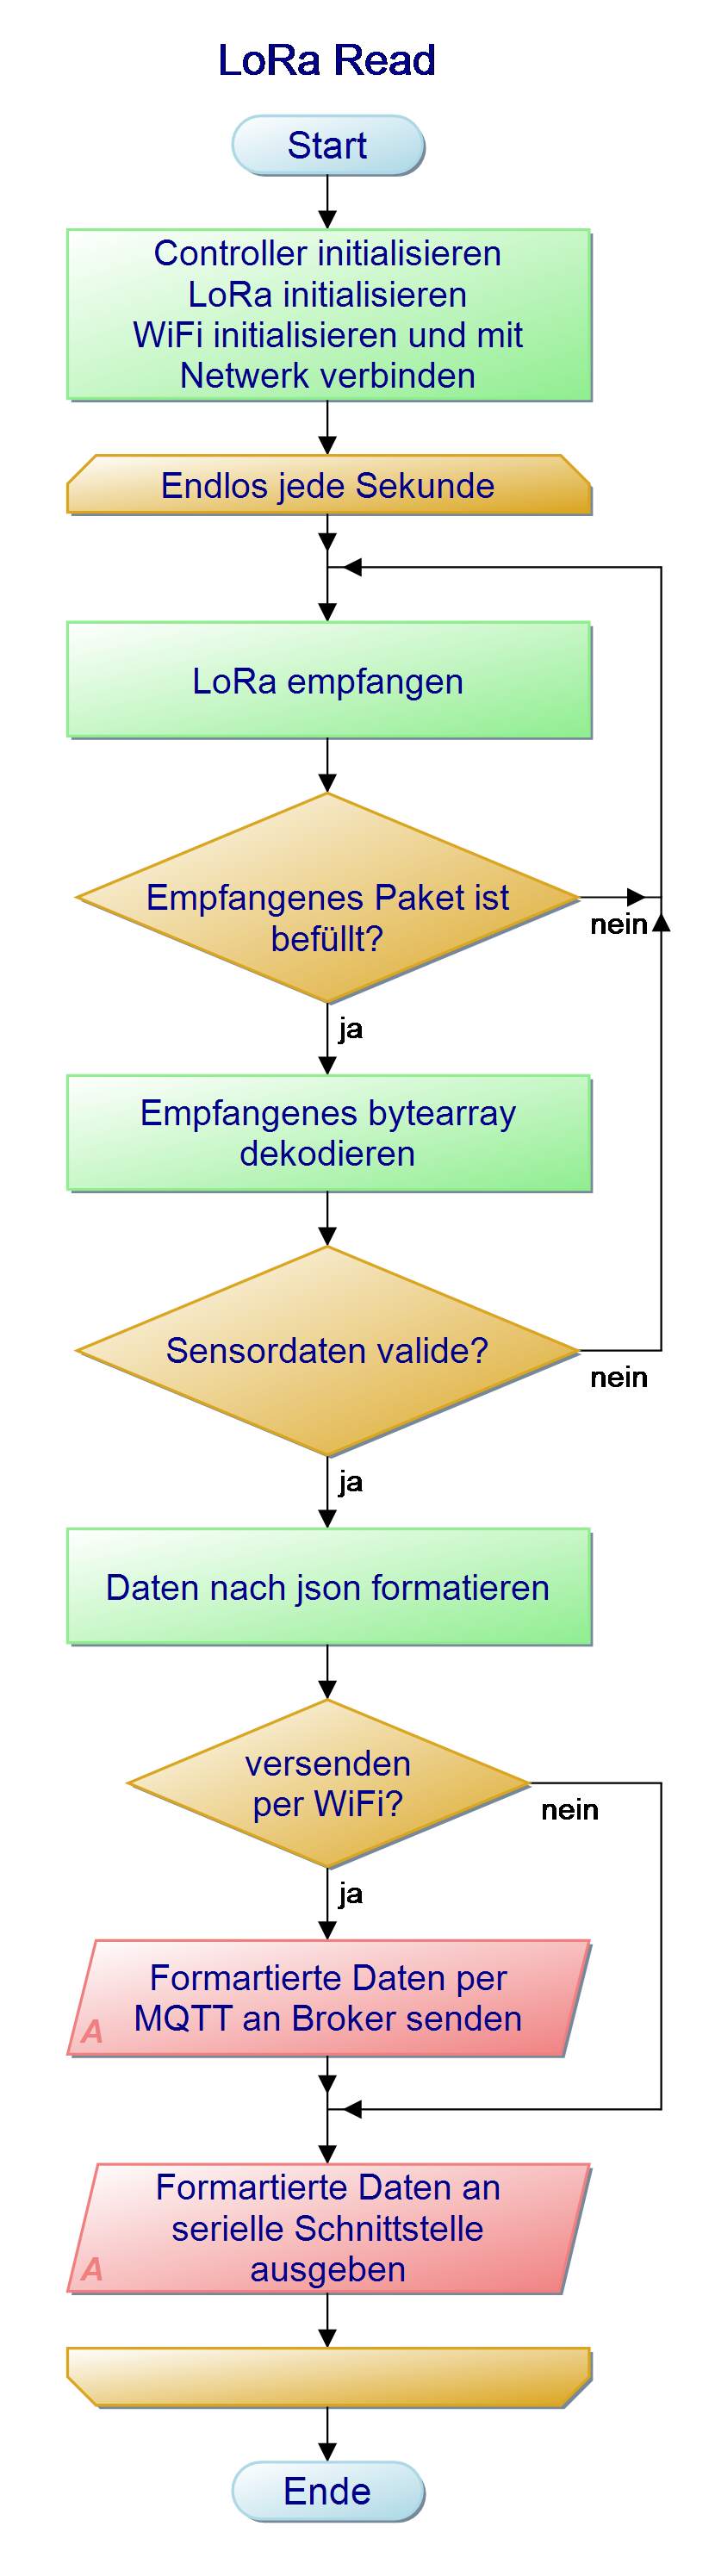 LoRa Read
Start
Controller initialisieren
LoRa initialisieren
WiFi initialisieren und mit
Netwerk verbinden
Endlos jede Sekunde
LoRa empfangen
Empfangenes Paket ist
befüllt?
nein
ja
Empfangenes bytearray
dekodieren
Sensordaten valide?
nein
ja
Daten nach json formatieren
versenden
per WiFi?
nein
ja
Formartierte Daten per
MQTT an Broker senden
A
Formartierte Daten an
serielle Schnittstelle
ausgeben
A
Ende